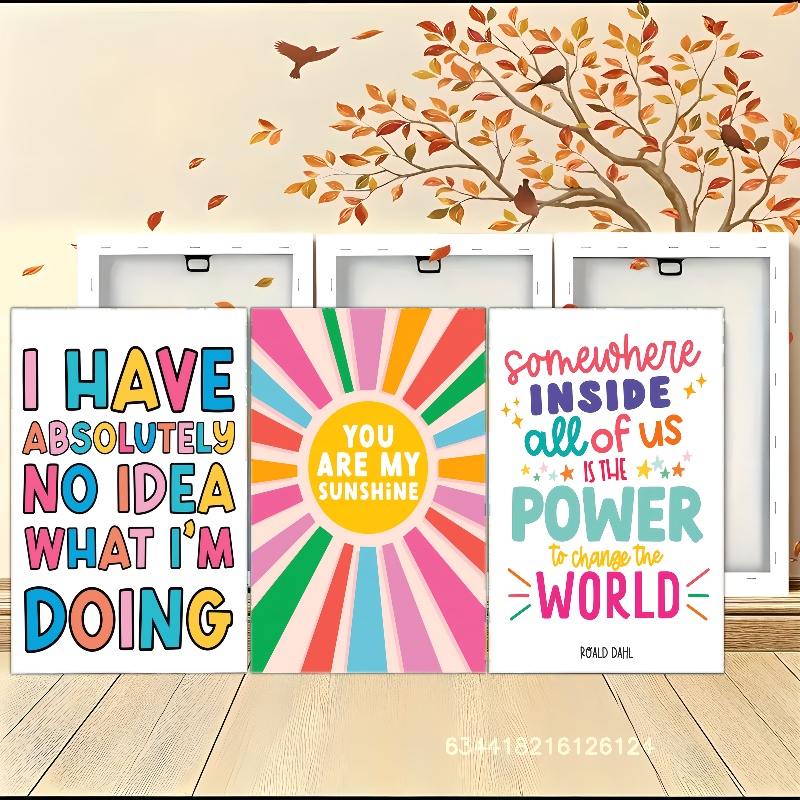 I HAVE
ABSOLUTELY
NO IDEA
WHAT I'M
DOING
YOU
ARE MY
SUNSHiNE
somewhere
INSIDE
all of us
IS THE
POWER
to change the
WORLD
ROALD DAHL
634418216126124